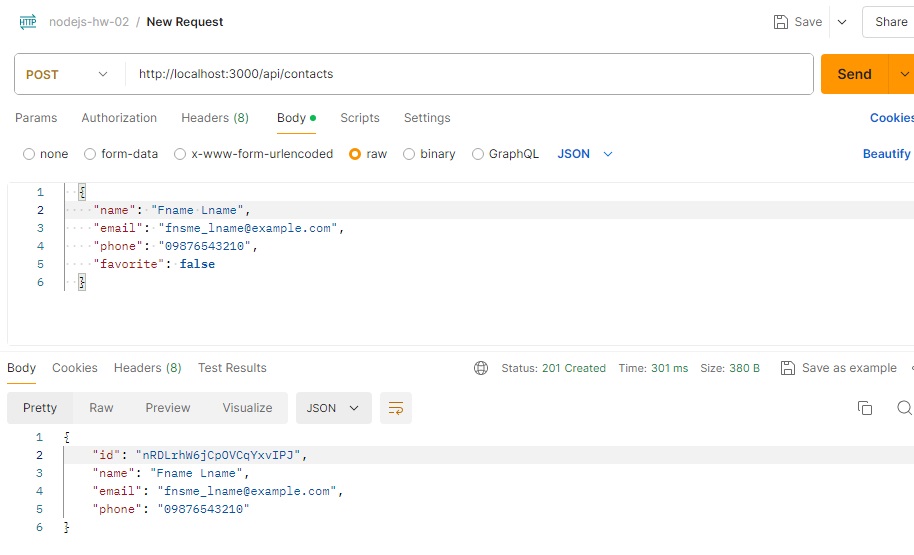 HTTP nodejs-hw-02 / New Request Save Share
POST http://localhost:3000/api/contacts Send
Params Authorization Headers (8) Body Scripts Settings Cookies
none form-data x-www-form-urlencoded raw binary GraphQL JSON Beautify
1 {
2 "name": "Fname Lname",
3 "email": "fnsme_lname@example.com",
4 "phone": "09876543210",
5 "favorite": false
6 }
Body Cookies Headers (8) Test Results Status: 201 Created Time: 301 ms Size: 380 B Save as example
Pretty Raw Preview Visualize JSON
1 {
2 "id": "nRDLrhW6jCpOVCqYxvIPJ",
3 "name": "Fname Lname",
4 "email": "fnsme_lname@example.com",
5 "phone": "09876543210"
6 }